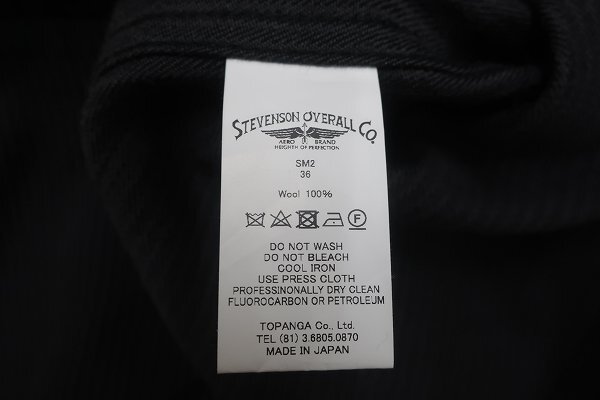 STEVENSON OVERALL CO.
AERO BRAND
HEIGHTH OF PERFECTION
SM2
36
Wool 100%
F
DO NOT WASH
DO NOT BLEACH
COOL IRON
USE PRESS CLOTH
PROFESSINONALLY DRY CLEAN
FLUOROCARBON OR PETROLEUM
TOPANGA Co., Ltd.
TEL (81) 3.6805.0870
MADE IN JAPAN